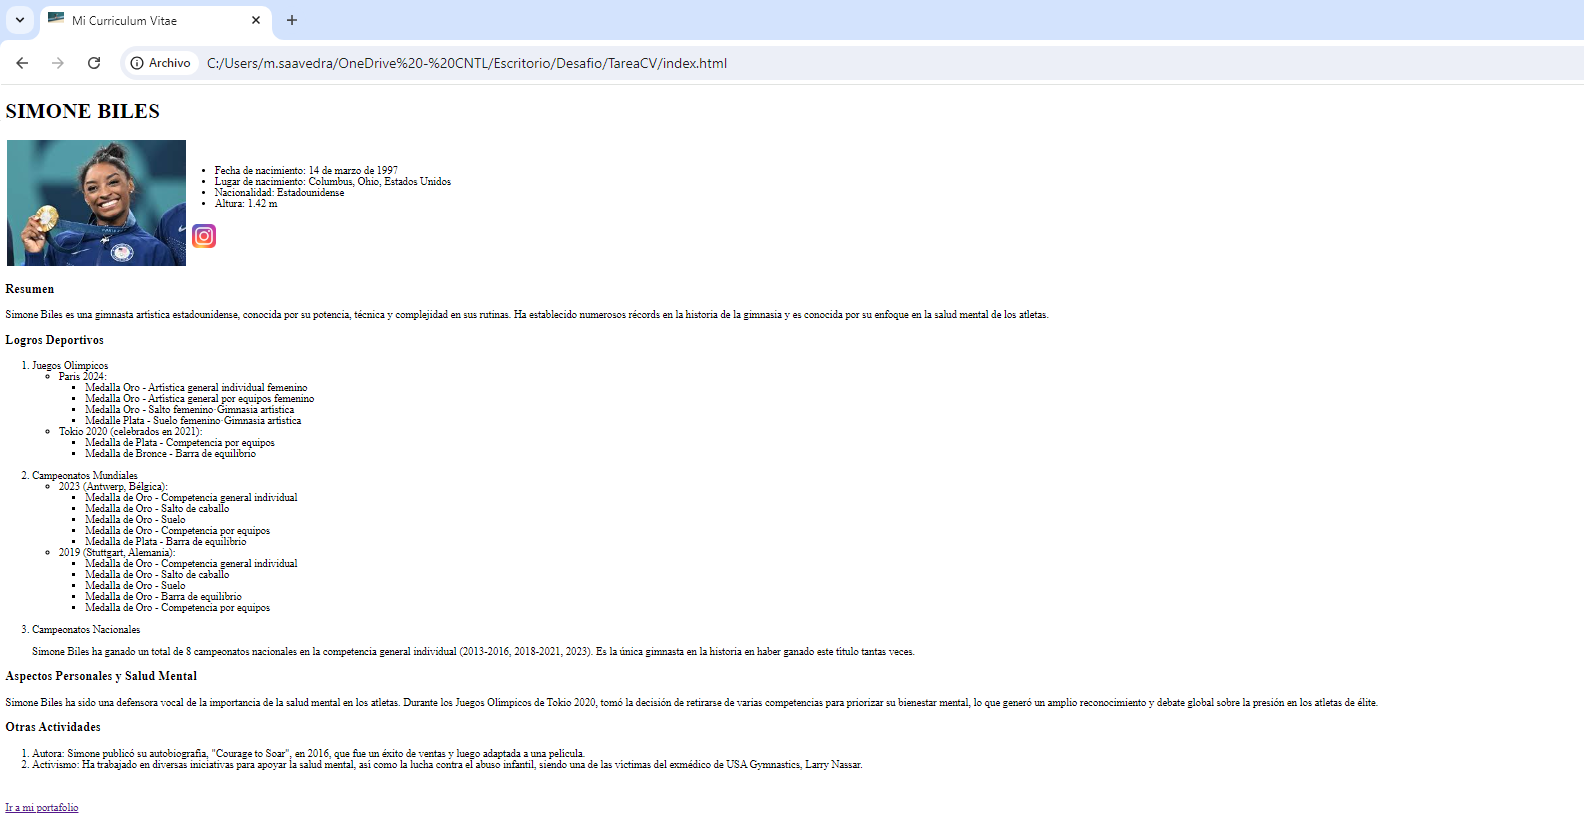 Mi Curriculum Vitae
Archivo
C:/Users/m.saavedra/OneDrive%20-%20CNTL/Escritorio/Desafio/TareaCV/index.html
SIMONE BILES
Fecha de nacimiento: 14 de marzo de 1997
Lugar de nacimiento: Columbus, Ohio, Estados Unidos
Nacionalidad: Estadounidense
Altura: 1.42 m
Resumen
Simone Biles es una gimnasta artística estadounidense, conocida por su potencia, técnica y complejidad en sus rutinas. Ha establecido numerosos récords en la historia de la gimnasia y es conocida por su enfoque en la salud mental de los atletas.
Logros Deportivos
1. Juegos Olímpicos
Paris 2024:
Medalla Oro - Artística general individual femenino
Medalla Oro - Artística general por equipos femenino
Medalla Oro - Salto femenino·Gimnasia artística
Medalle Plata - Suelo femenino·Gimnasia artística
Tokio 2020 (celebrados en 2021):
Medalla de Plata - Competencia por equipos
Medalla de Bronce - Barra de equilibrio
2. Campeonatos Mundiales
2023 (Antwerp, Bélgica):
Medalla de Oro - Competencia general individual
Medalla de Oro - Salto de caballo
Medalla de Oro - Suelo
Medalla de Oro - Competencia por equipos
Medalla de Plata - Barra de equilibrio
2019 (Stuttgart, Alemania):
Medalla de Oro - Competencia general individual
Medalla de Oro - Salto de caballo
Medalla de Oro - Suelo
Medalla de Oro - Barra de equilibrio
Medalla de Oro - Competencia por equipos
3. Campeonatos Nacionales
Simone Biles ha ganado un total de 8 campeonatos nacionales en la competencia general individual (2013-2016, 2018-2021, 2023). Es la única gimnasta en la historia en haber ganado este título tantas veces.
Aspectos Personales y Salud Mental
Simone Biles ha sido una defensora vocal de la importancia de la salud mental en los atletas. Durante los Juegos Olímpicos de Tokio 2020, tomó la decisión de retirarse de varias competencias para priorizar su bienestar mental, lo que generó un amplio reconocimiento y debate global sobre la presión en los atletas de élite.
Otras Actividades
1. Autora: Simone publicó su autobiografía, "Courage to Soar", en 2016, que fue un éxito de ventas y luego adaptada a una película.
2. Activismo: Ha trabajado en diversas iniciativas para apoyar la salud mental, así como la lucha contra el abuso infantil, siendo una de las víctimas del exmédico de USA Gymnastics, Larry Nassar.
Ir a mi portafolio